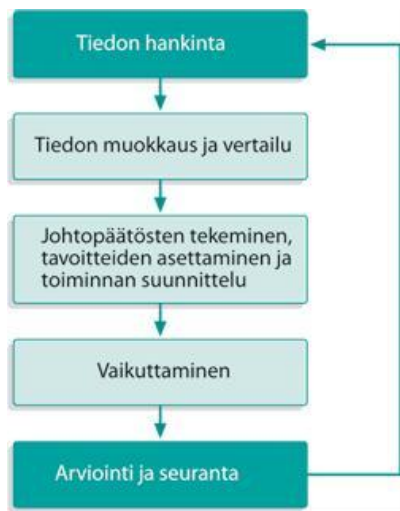 Tiedon hankinta
Tiedon muokkaus ja vertailu
Johtopäätösten tekeminen,
tavoitteiden asettaminen ja
toiminnan suunnittelu
Vaikuttaminen
Arviointi ja seuranta